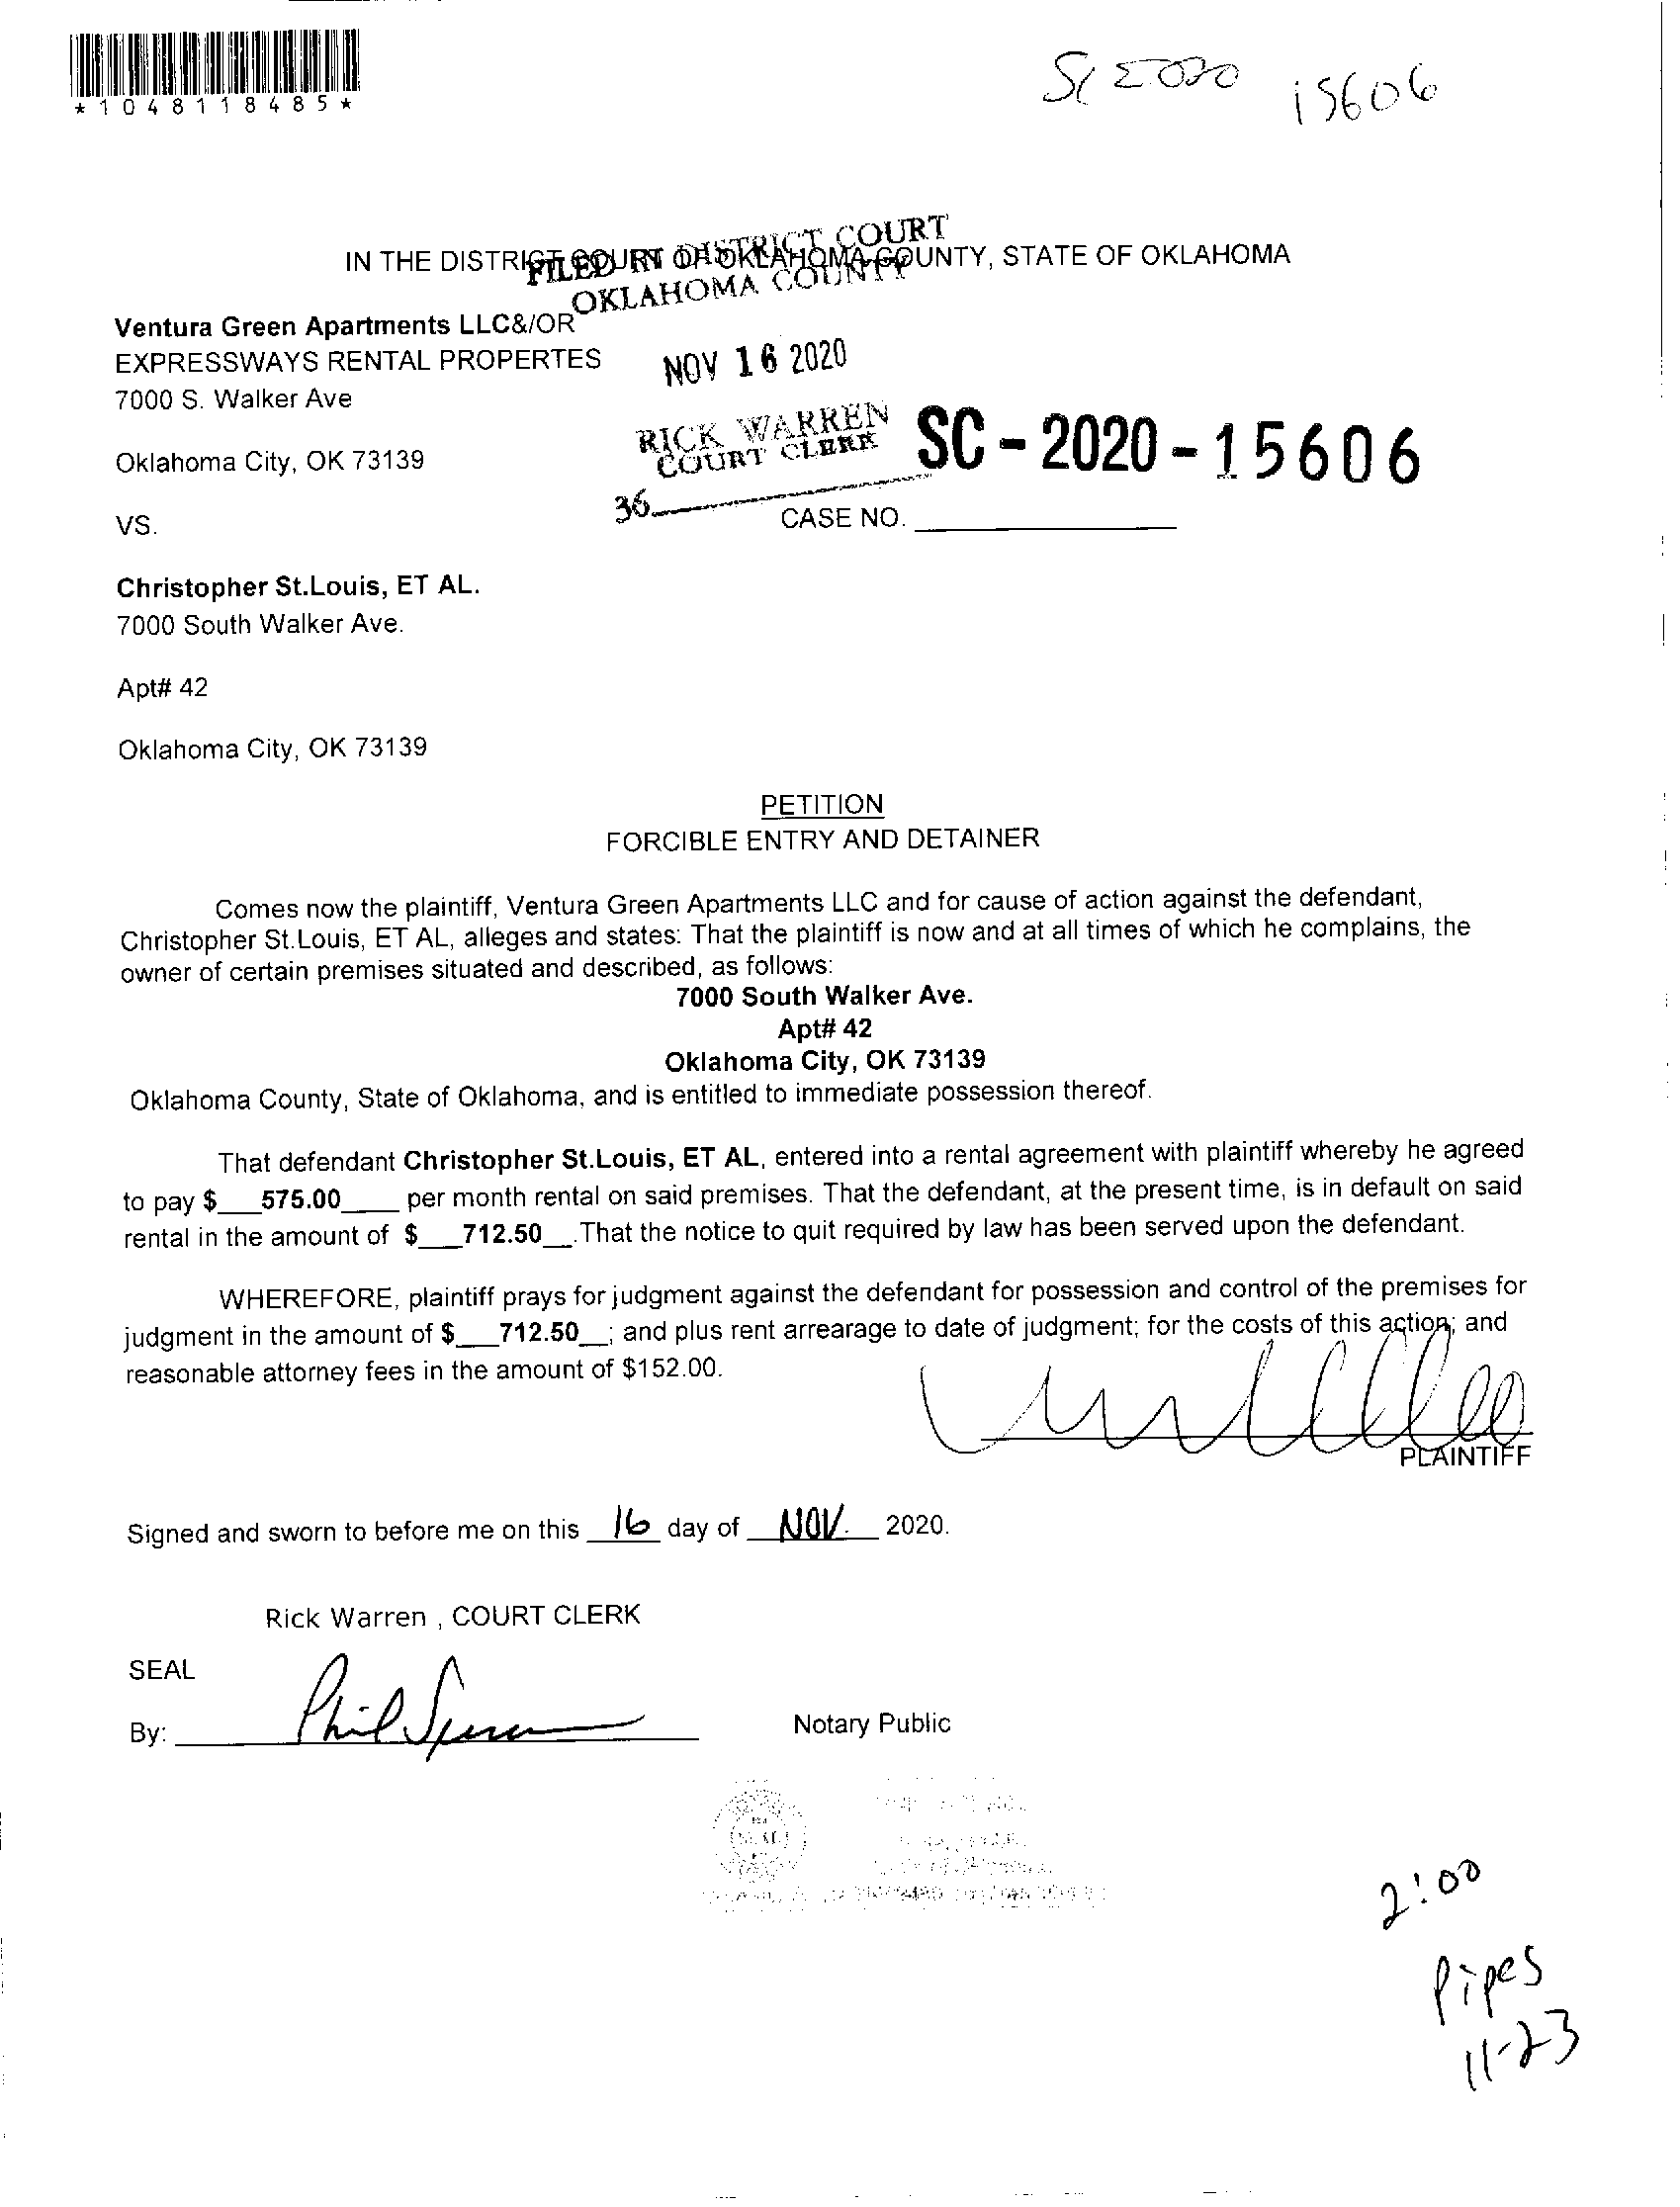 *1048118485*
SC 2020 15606
IN THE DISTRICT COURT OF OKLAHOMA COUNTY, STATE OF OKLAHOMA
FILED IN DISTRICT COURT
OKLAHOMA COUNTY
Ventura Green Apartments LLC&/OR
EXPRESSWAYS RENTAL PROPERTES
NOV 16 2020
7000 S. Walker Ave
RICK WARREN
COURT CLERK
SC-2020-15606
Oklahoma City, OK 73139
36
VS.
CASE NO.
Christopher St.Louis, ET AL.
7000 South Walker Ave.
Apt# 42
Oklahoma City, OK 73139
PETITION
FORCIBLE ENTRY AND DETAINER
Comes now the plaintiff, Ventura Green Apartments LLC and for cause of action against the defendant,
Christopher St.Louis, ET AL, alleges and states: That the plaintiff is now and at all times of which he complains, the
owner of certain premises situated and described, as follows:
7000 South Walker Ave.
Apt# 42
Oklahoma City, OK 73139
Oklahoma County, State of Oklahoma, and is entitled to immediate possession thereof.
That defendant Christopher St.Louis, ET AL, entered into a rental agreement with plaintiff whereby he agreed
to pay $___575.00____ per month rental on said premises. That the defendant, at the present time, is in default on said
rental in the amount of $___712.50__.That the notice to quit required by law has been served upon the defendant.
WHEREFORE, plaintiff prays for judgment against the defendant for possession and control of the premises for
judgment in the amount of $___712.50__; and plus rent arrearage to date of judgment; for the costs of this action; and
reasonable attorney fees in the amount of $152.00.
PLAINTIFF
Signed and sworn to before me on this 16 day of NOV. 2020.
Rick Warren , COURT CLERK
SEAL
By:
Notary Public
2:00
Pipes
11-23